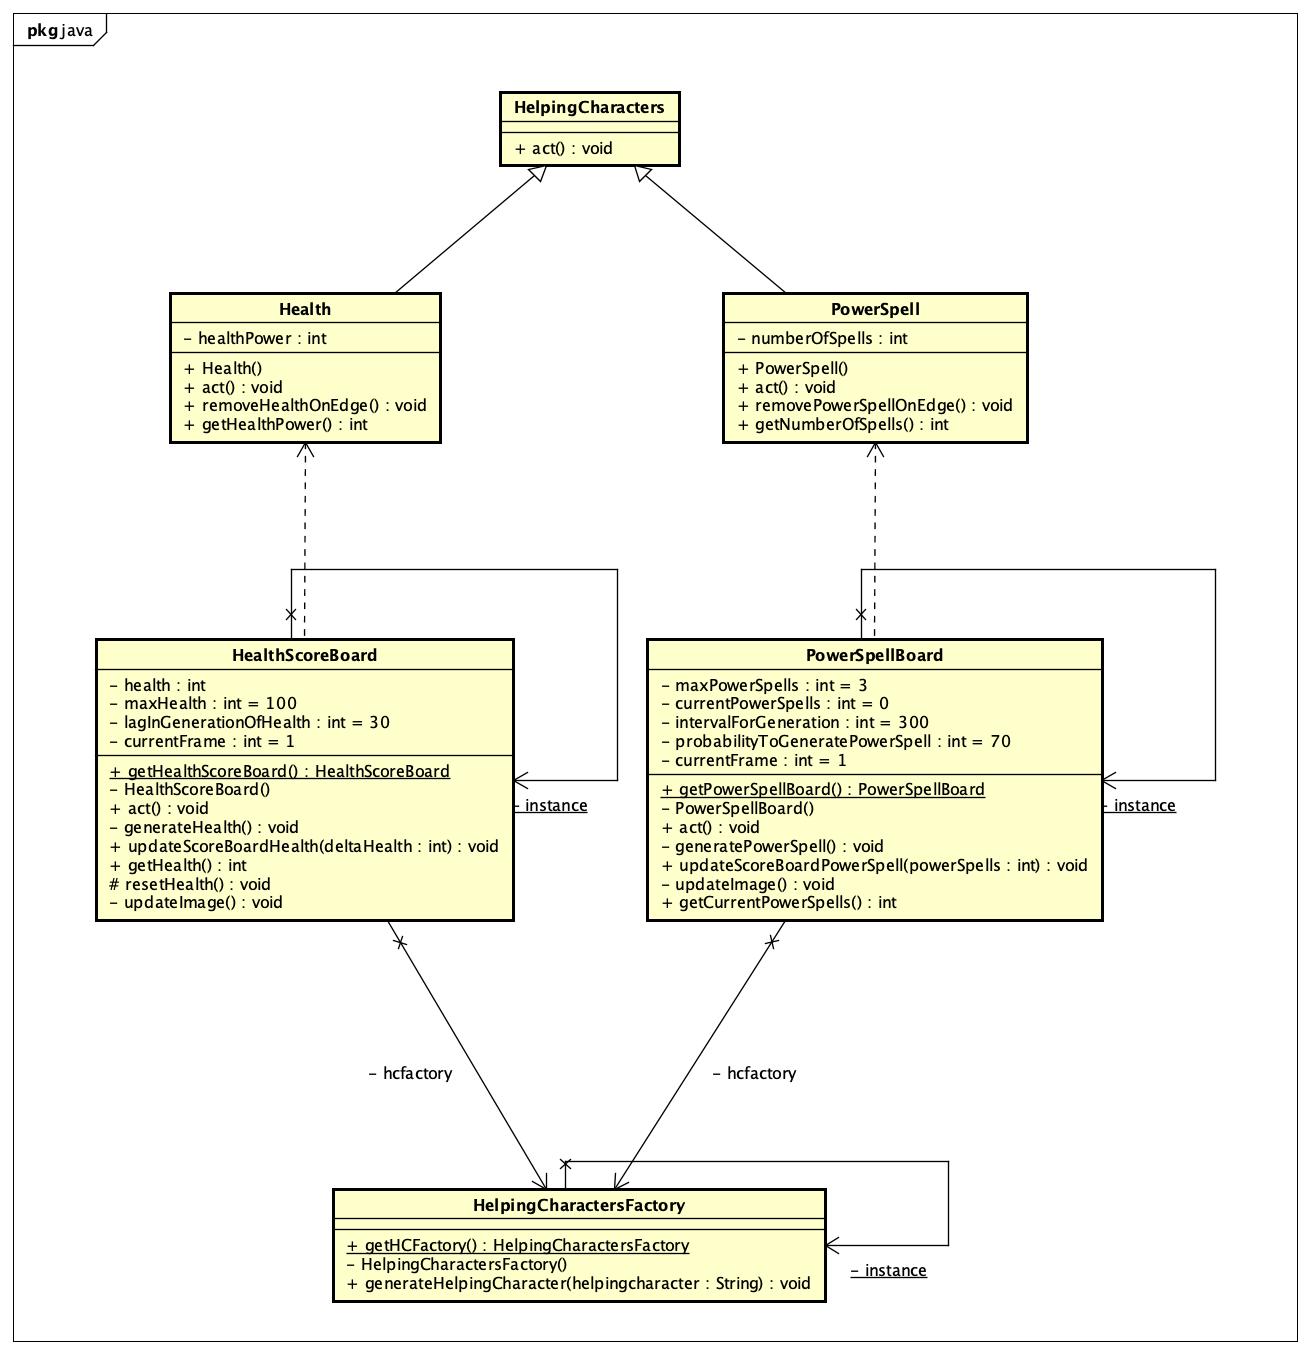 pkg java
HelpingCharacters
+ act() : void
Health
- healthPower : int
+ Health()
+ act() : void
+ removeHealthOnEdge() : void
+ getHealthPower() : int
PowerSpell
- numberOfSpells : int
+ PowerSpell()
+ act() : void
+ removePowerSpellOnEdge() : void
+ getNumberOfSpells() : int
HealthScoreBoard
- health : int
- maxHealth : int = 100
- lagInGenerationOfHealth : int = 30
- currentFrame : int = 1
+ getHealthScoreBoard() : HealthScoreBoard
- HealthScoreBoard()
+ act() : void
- generateHealth() : void
+ updateScoreBoardHealth(deltaHealth : int) : void
+ getHealth() : int
# resetHealth() : void
- updateImage() : void
- instance
PowerSpellBoard
- maxPowerSpells : int = 3
- currentPowerSpells : int = 0
- intervalForGeneration : int = 300
- probabilityToGeneratePowerSpell : int = 70
- currentFrame : int = 1
+ getPowerSpellBoard() : PowerSpellBoard
- PowerSpellBoard()
+ act() : void
- generatePowerSpell() : void
+ updateScoreBoardPowerSpell(powerSpells : int) : void
- updateImage() : void
+ getCurrentPowerSpells() : int
- instance
- hcfactory
- hcfactory
HelpingCharactersFactory
+ getHCFactory() : HelpingCharactersFactory
- HelpingCharactersFactory()
+ generateHelpingCharacter(helpingcharacter : String) : void
- instance